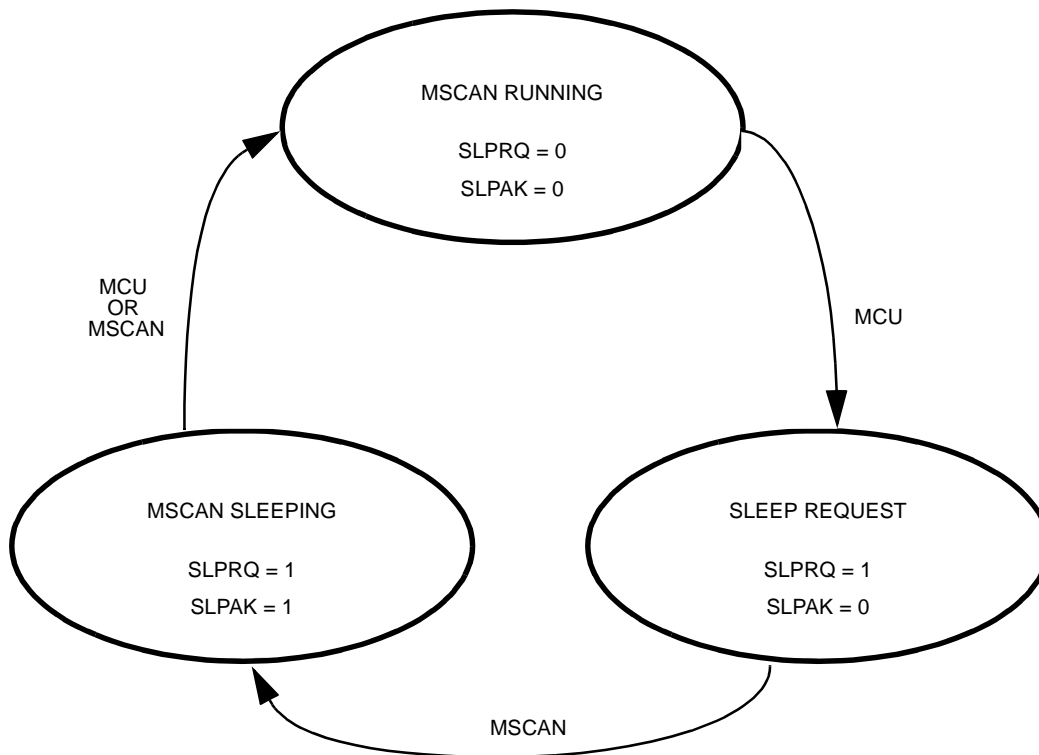 MSCAN RUNNING
SLPRQ = 0
SLPAK = 0
MCU
OR
MSCAN
MCU
MSCAN SLEEPING
SLPRQ = 1
SLPAK = 1
SLEEP REQUEST
SLPRQ = 1
SLPAK = 0
MSCAN